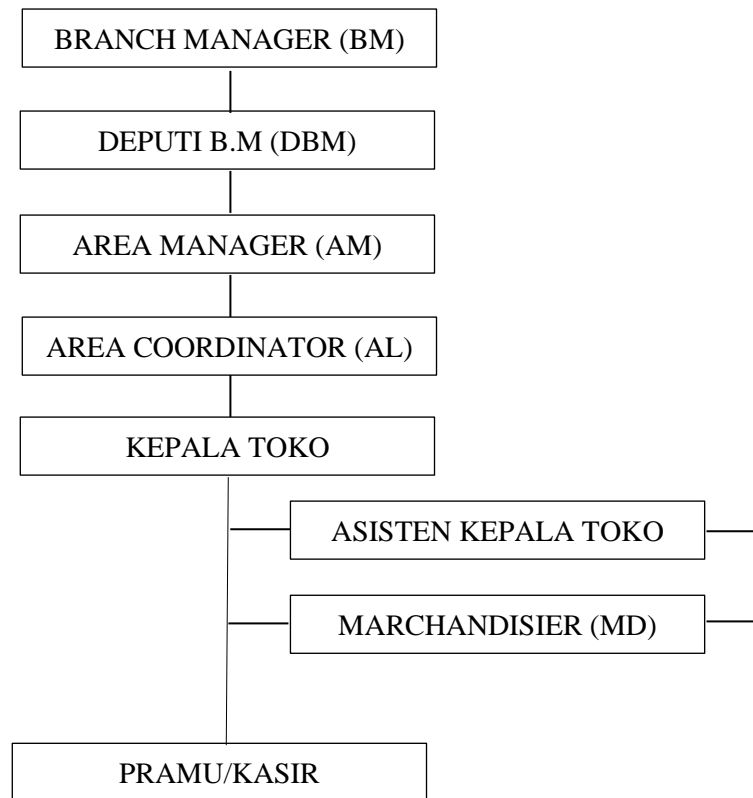 BRANCH MANAGER (BM)
DEPUTI B.M (DBM)
AREA MANAGER (AM)
AREA COORDINATOR (AL)
KEPALA TOKO
ASISTEN KEPALA TOKO
MARCHANDISIER (MD)
PRAMU/KASIR